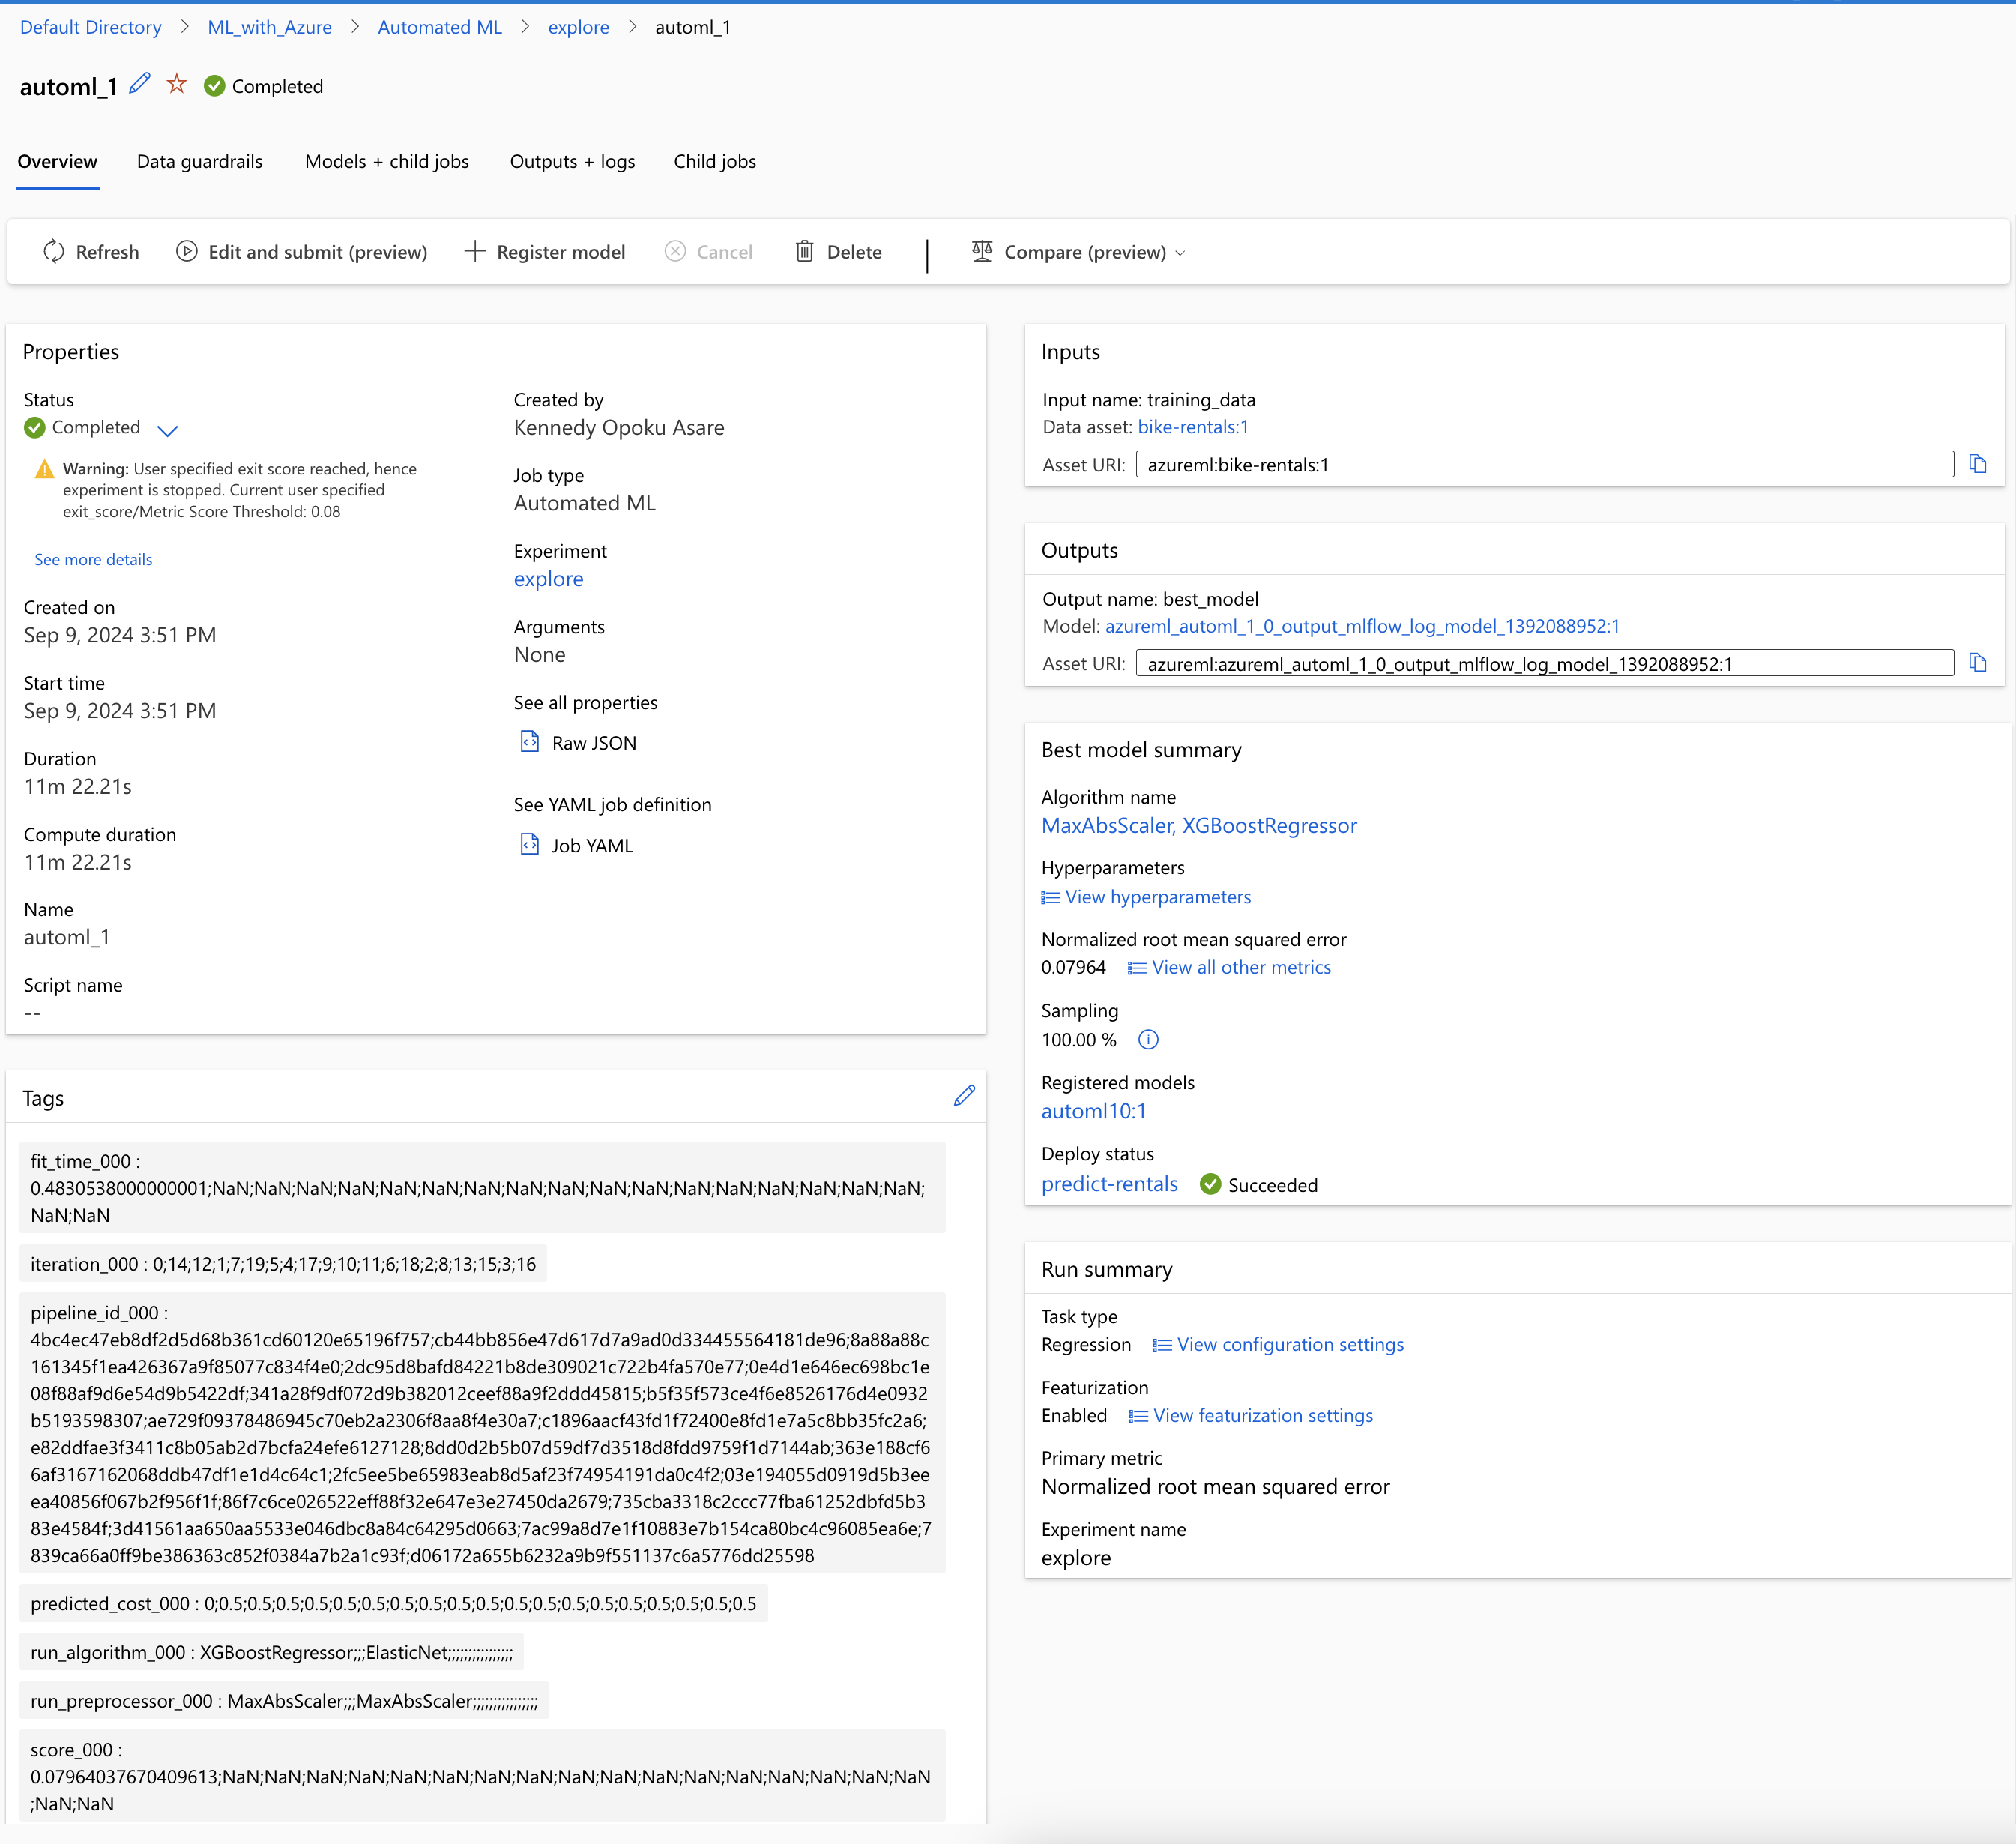 Default Directory > ML_with_Azure > Automated ML > explore > automl_1
automl_1 Completed
Overview Data guardrails Models + child jobs Outputs + logs Child jobs
Refresh Edit and submit (preview) Register model Cancel Delete | Compare (preview)
Properties
Status
Completed
Warning: User specified exit score reached, hence
experiment is stopped. Current user specified
exit_score/Metric Score Threshold: 0.08
See more details
Created on
Sep 9, 2024 3:51 PM
Start time
Sep 9, 2024 3:51 PM
Duration
11m 22.21s
Compute duration
11m 22.21s
Name
automl_1
Script name
--
Created by
Kennedy Opoku Asare
Job type
Automated ML
Experiment
explore
Arguments
None
See all properties
Raw JSON
See YAML job definition
Job YAML
Tags
fit_time_000 :
0.4830538000000001;NaN;NaN;NaN;NaN;NaN;NaN;NaN;NaN;NaN;NaN;NaN;NaN;NaN;NaN;NaN;NaN;NaN;
NaN;NaN
iteration_000 : 0;14;12;1;7;19;5;4;17;9;10;11;6;18;2;8;13;15;3;16
pipeline_id_000 :
4bc4ec47eb8df2d5d68b361cd60120e65196f757;cb44bb856e47d617d7a9ad0d334455564181de96;8a88a88c
161345f1ea426367a9f85077c834f4e0;2dc95d8bafd84221b8de309021c722b4fa570e77;0e4d1e646ec698bc1e
08f88af9d6e54d9b5422df;341a28f9df072d9b382012ceef88a9f2ddd45815;b5f35f573ce4f6e8526176d4e0932
b5193598307;ae729f09378486945c70eb2a2306f8aa8f4e30a7;c1896aacf43fd1f72400e8fd1e7a5c8bb35fc2a6;
e82ddfae3f3411c8b05ab2d7bcfa24efe6127128;8dd0d2b5b07d59df7d3518d8fdd9759f1d7144ab;363e188cf6
6af3167162068ddb47df1e1d4c64c1;2fc5ee5be65983eab8d5af23f74954191da0c4f2;03e194055d0919d5b3ee
ea40856f067b2f956f1f;86f7c6ce026522eff88f32e647e3e27450da2679;735cba3318c2ccc77fba61252dbfd5b3
83e4584f;3d41561aa650aa5533e046dbc8a84c64295d0663;7ac99a8d7e1f10883e7b154ca80bc4c96085ea6e;7
839ca66a0ff9be386363c852f0384a7b2a1c93f;d06172a655b6232a9b9f551137c6a5776dd25598
predicted_cost_000 : 0;0.5;0.5;0.5;0.5;0.5;0.5;0.5;0.5;0.5;0.5;0.5;0.5;0.5;0.5;0.5;0.5;0.5;0.5;0.5
run_algorithm_000 : XGBoostRegressor;;;ElasticNet;;;;;;;;;;;;;;;;
run_preprocessor_000 : MaxAbsScaler;;;MaxAbsScaler;;;;;;;;;;;;;;;;
score_000 :
0.07964037670409613;NaN;NaN;NaN;NaN;NaN;NaN;NaN;NaN;NaN;NaN;NaN;NaN;NaN;NaN;NaN;NaN;NaN
;NaN;NaN
Inputs
Input name: training_data
Data asset: bike-rentals:1
Asset URI: azureml:bike-rentals:1
Outputs
Output name: best_model
Model: azureml_automl_1_0_output_mlflow_log_model_1392088952:1
Asset URI: azureml:azureml_automl_1_0_output_mlflow_log_model_1392088952:1
Best model summary
Algorithm name
MaxAbsScaler, XGBoostRegressor
Hyperparameters
View hyperparameters
Normalized root mean squared error
0.07964 View all other metrics
Sampling
100.00 %
Registered models
automl10:1
Deploy status
predict-rentals Succeeded
Run summary
Task type
Regression View configuration settings
Featurization
Enabled View featurization settings
Primary metric
Normalized root mean squared error
Experiment name
explore